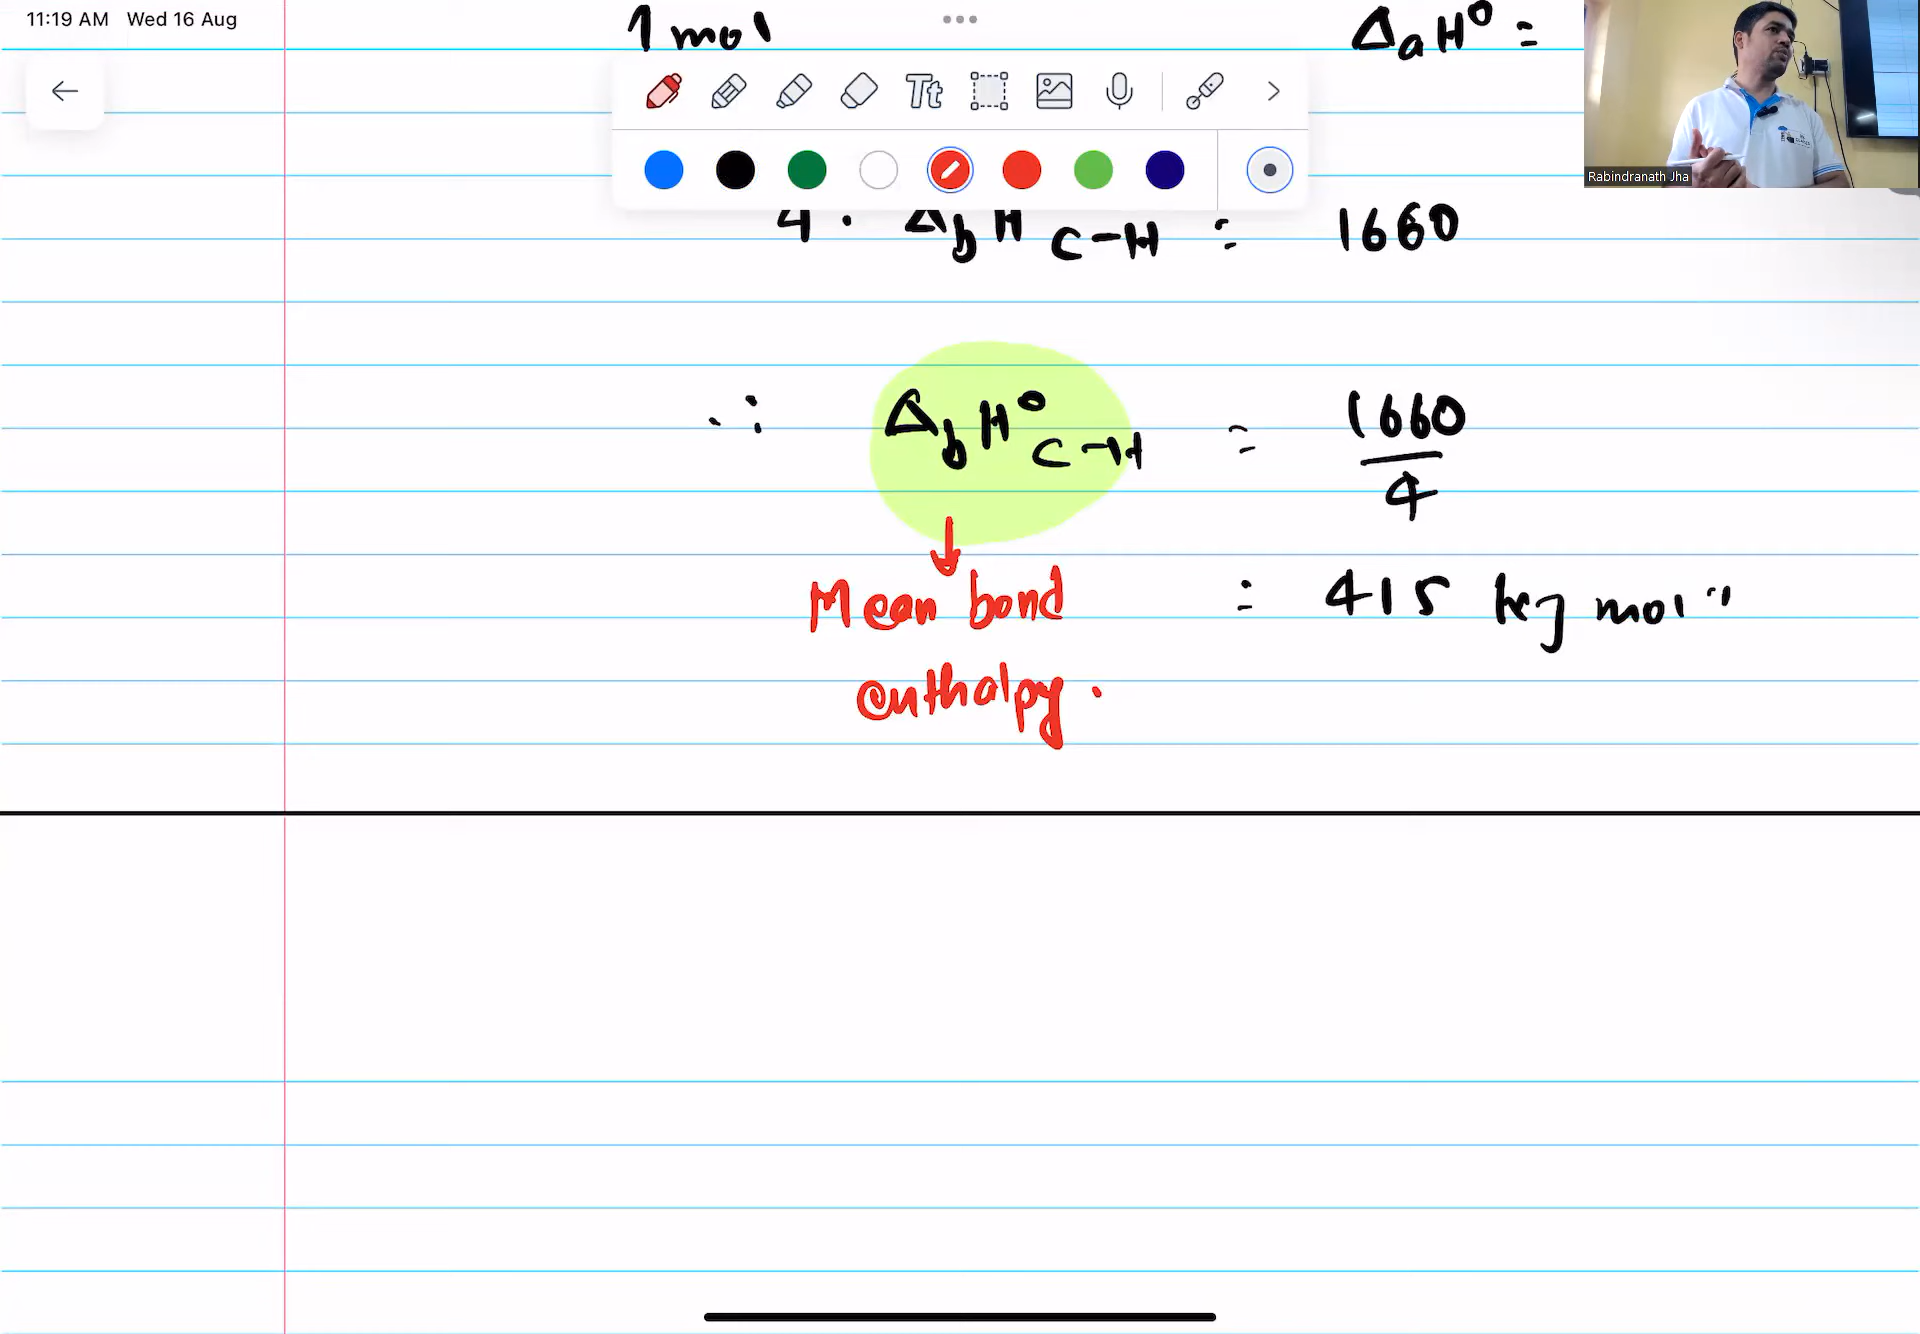 11:19 AM Wed 16 Aug
1 mol ΔaH° =
Tt
Rabindranath Jha
4 · ΔbH C-H = 1660
∴ ΔbH° C-H = 1660/4
Mean bond = 415 kJ mol⁻¹
enthalpy.